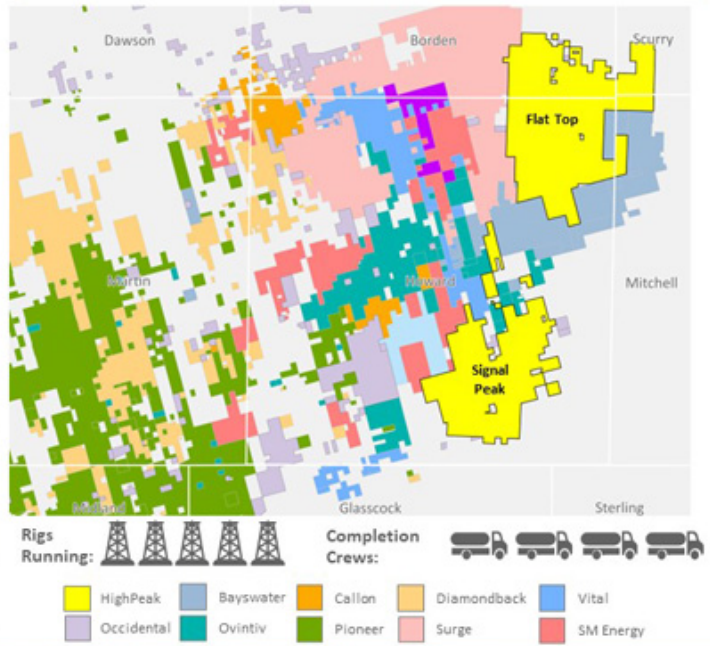 Dawson
Borden
Scurry
Flat Top
Martin
Howard
Mitchell
Signal
Peak
Midland
Glasscock
Sterling
Rigs
Running:
Completion
Crews:
HighPeak
Bayswater
Callon
Diamondback
Vital
Occidental
Ovintiv
Pioneer
Surge
SM Energy